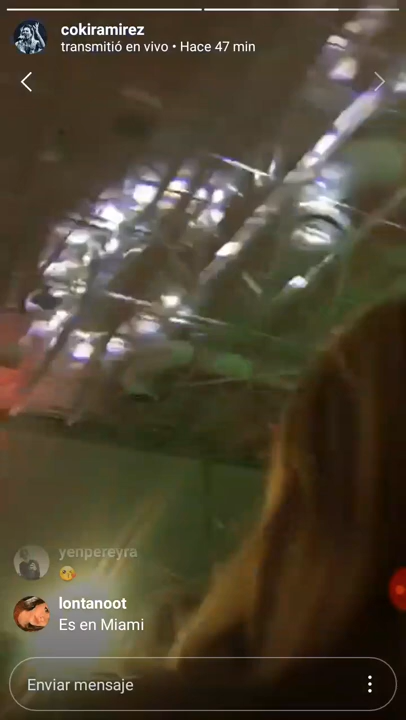 cokiramirez
transmitió en vivo • Hace 47 min
yenpereyra
lontanoot
Es en Miami
Enviar mensaje